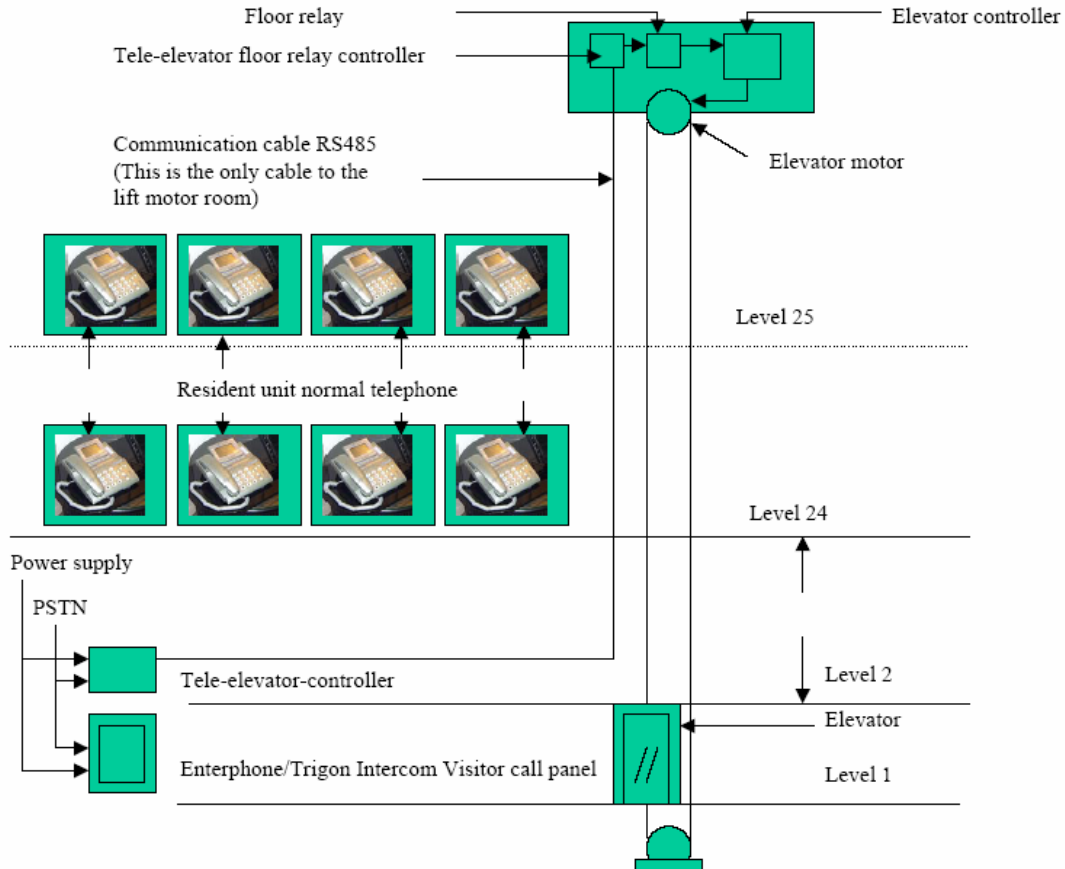 Floor relay
Elevator controller
Tele-elevator floor relay controller
Communication cable RS485
(This is the only cable to the
lift motor room)
Elevator motor
Level 25
Resident unit normal telephone
Level 24
Power supply
PSTN
Tele-elevator-controller
Level 2
Elevator
Enterphone/Trigon Intercom Visitor call panel
Level 1